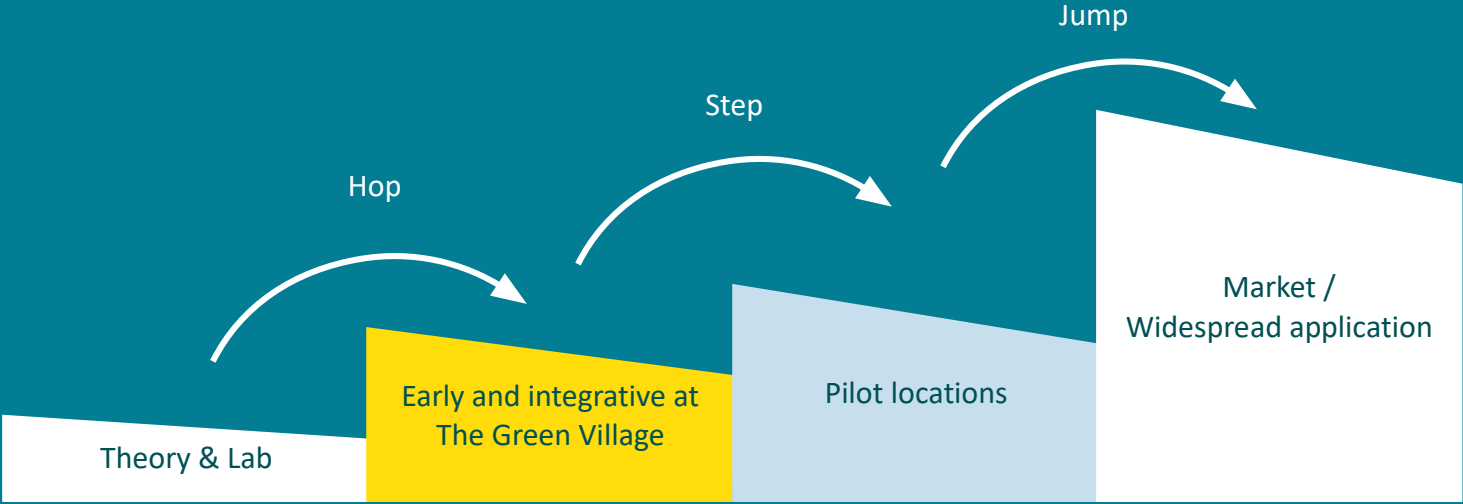 Jump
Step
Hop
Market /
Widespread application
Early and integrative at
The Green Village
Pilot locations
Theory & Lab